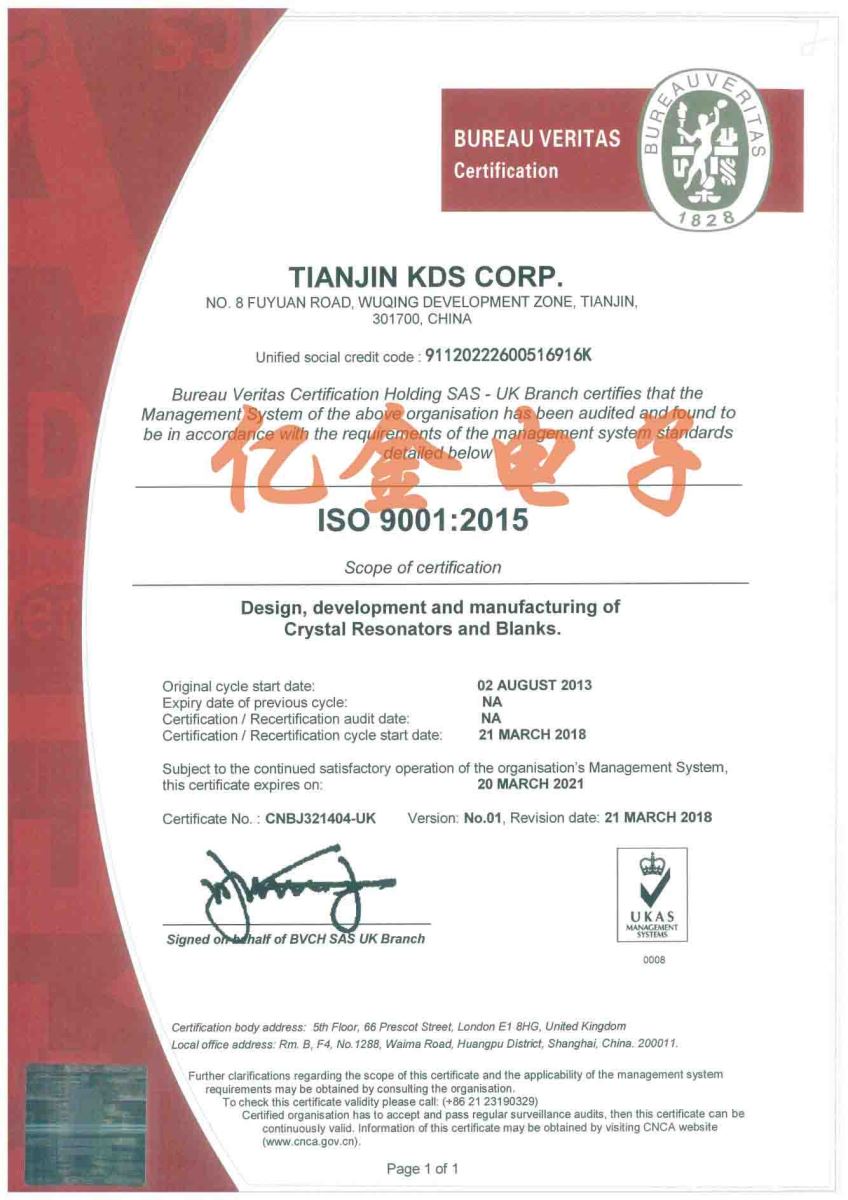 BUREAU VERITAS
Certification
BUREAU VERITAS
1828
TIANJIN KDS CORP.
NO. 8 FUYUAN ROAD, WUQING DEVELOPMENT ZONE, TIANJIN,
301700, CHINA
Unified social credit code : 91120222600516916K
Bureau Veritas Certification Holding SAS - UK Branch certifies that the
Management System of the above organisation has been audited and found to
be in accordance with the requirements of the management system standards
detailed below
亿金电子
ISO 9001:2015
Scope of certification
Design, development and manufacturing of
Crystal Resonators and Blanks.
Original cycle start date: 02 AUGUST 2013
Expiry date of previous cycle: NA
Certification / Recertification audit date: NA
Certification / Recertification cycle start date: 21 MARCH 2018
Subject to the continued satisfactory operation of the organisation's Management System,
this certificate expires on: 20 MARCH 2021
Certificate No. : CNBJ321404-UK Version: No.01, Revision date: 21 MARCH 2018
Signed on behalf of BVCH SAS UK Branch
UKAS
MANAGEMENT
SYSTEMS
0008
Certification body address: 5th Floor, 66 Prescot Street, London E1 8HG, United Kingdom
Local office address: Rm. B, F4, No.1288, Waima Road, Huangpu District, Shanghai, China. 200011.
Further clarifications regarding the scope of this certificate and the applicability of the management system
requirements may be obtained by consulting the organisation.
To check this certificate validity please call: (+86 21 23190329)
Certified organisation has to accept and pass regular surveillance audits, then this certificate can be
continuously valid. Information of this certificate may be obtained by visiting CNCA website
(www.cnca.gov.cn).
Page 1 of 1